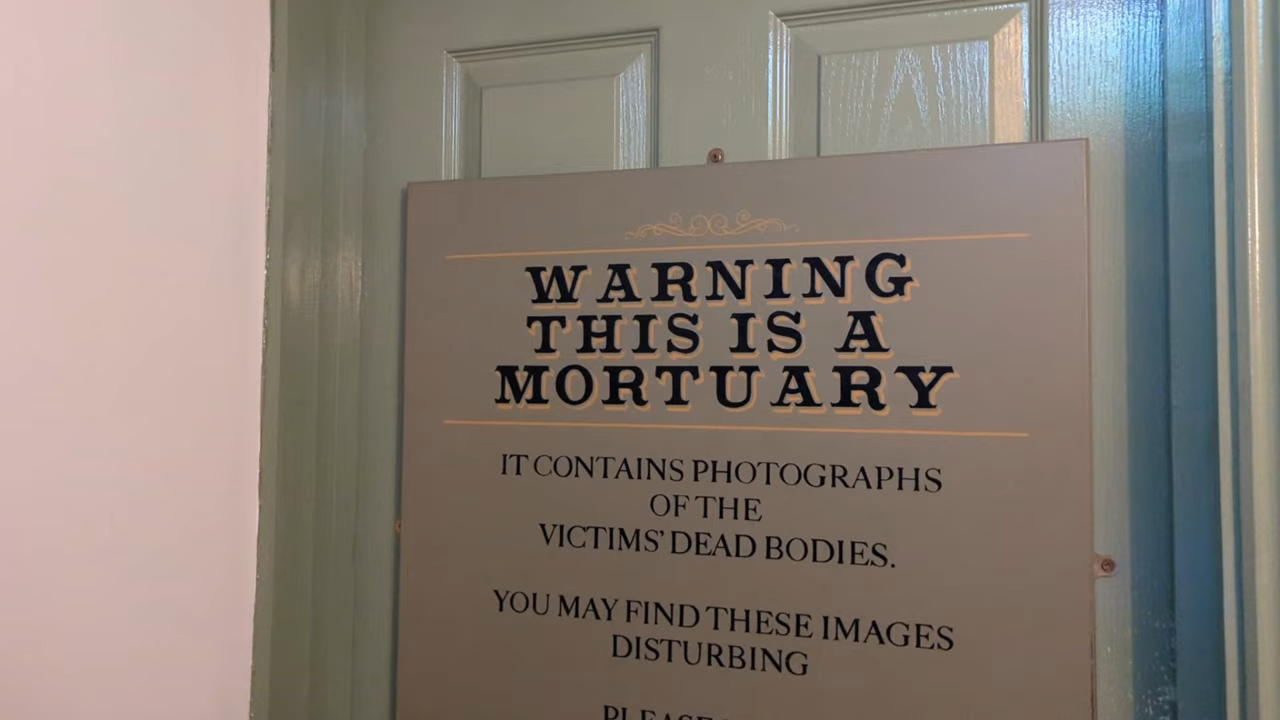 WARNING
THIS IS A
MORTUARY
IT CONTAINS PHOTOGRAPHS
OF THE
VICTIMS' DEAD BODIES.
YOU MAY FIND THESE IMAGES
DISTURBING
PLEASE